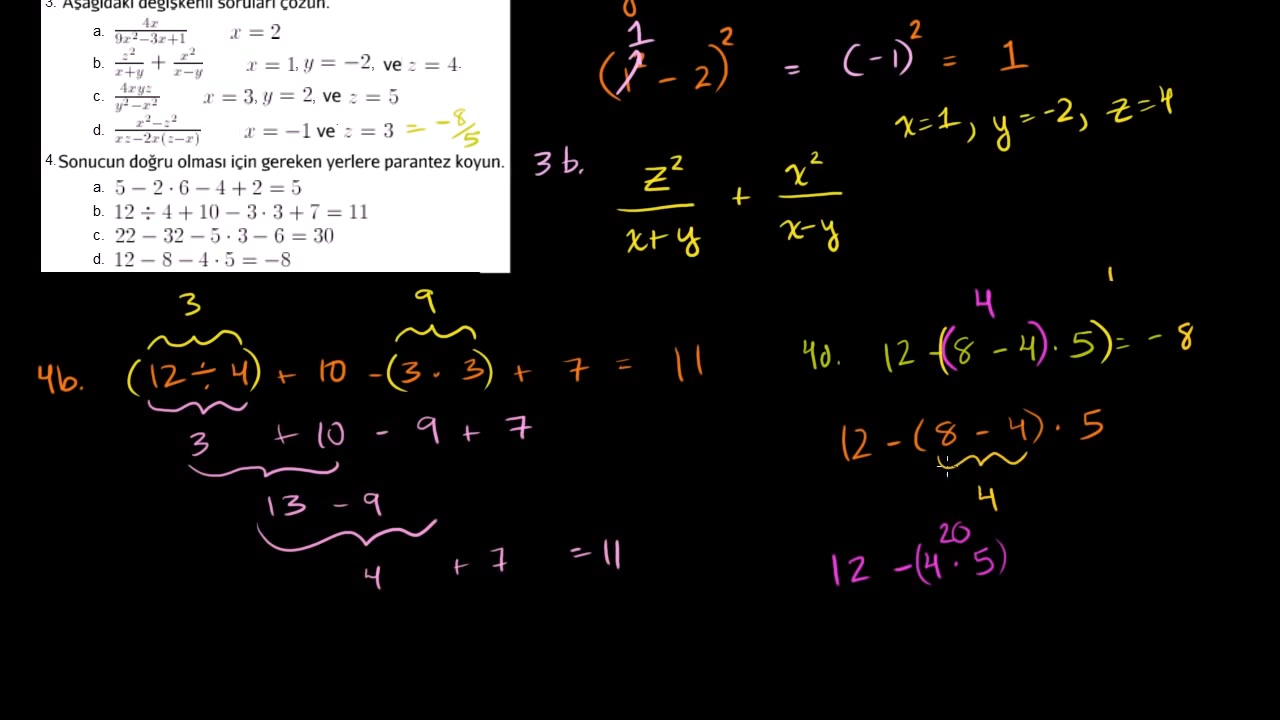 3. Aşağıdaki değişkenli soruları çözün.
a. 4x / 9x² − 3x + 1   x = 2
b. z² / x+y + x² / x−y   x = 1, y = −2, ve z = 4.
c. 4xyz / y² − x²   x = 3, y = 2, ve z = 5
d. x² − z² / xz − 2x(z − x)   x = −1 ve z = 3 = -8/5
4. Sonucun doğru olması için gereken yerlere parantez koyun.
a. 5 − 2 · 6 − 4 + 2 = 5
b. 12 ÷ 4 + 10 − 3 · 3 + 7 = 11
c. 22 − 32 − 5 · 3 − 6 = 30
d. 12 − 8 − 4 · 5 = −8
1
(1² - 2)² = (-1)² = 1
x=1, y=-2, z=4
3b. z² / x+y + x² / x-y
3 9
4b. (12 ÷ 4) + 10 - (3 · 3) + 7 = 11
3 + 10 - 9 + 7
13 - 9
4 + 7 = 11
4
4d. 12 - (8 - 4) · 5) = - 8
12 - (8 - 4) · 5
4
20
12 - (4 · 5)